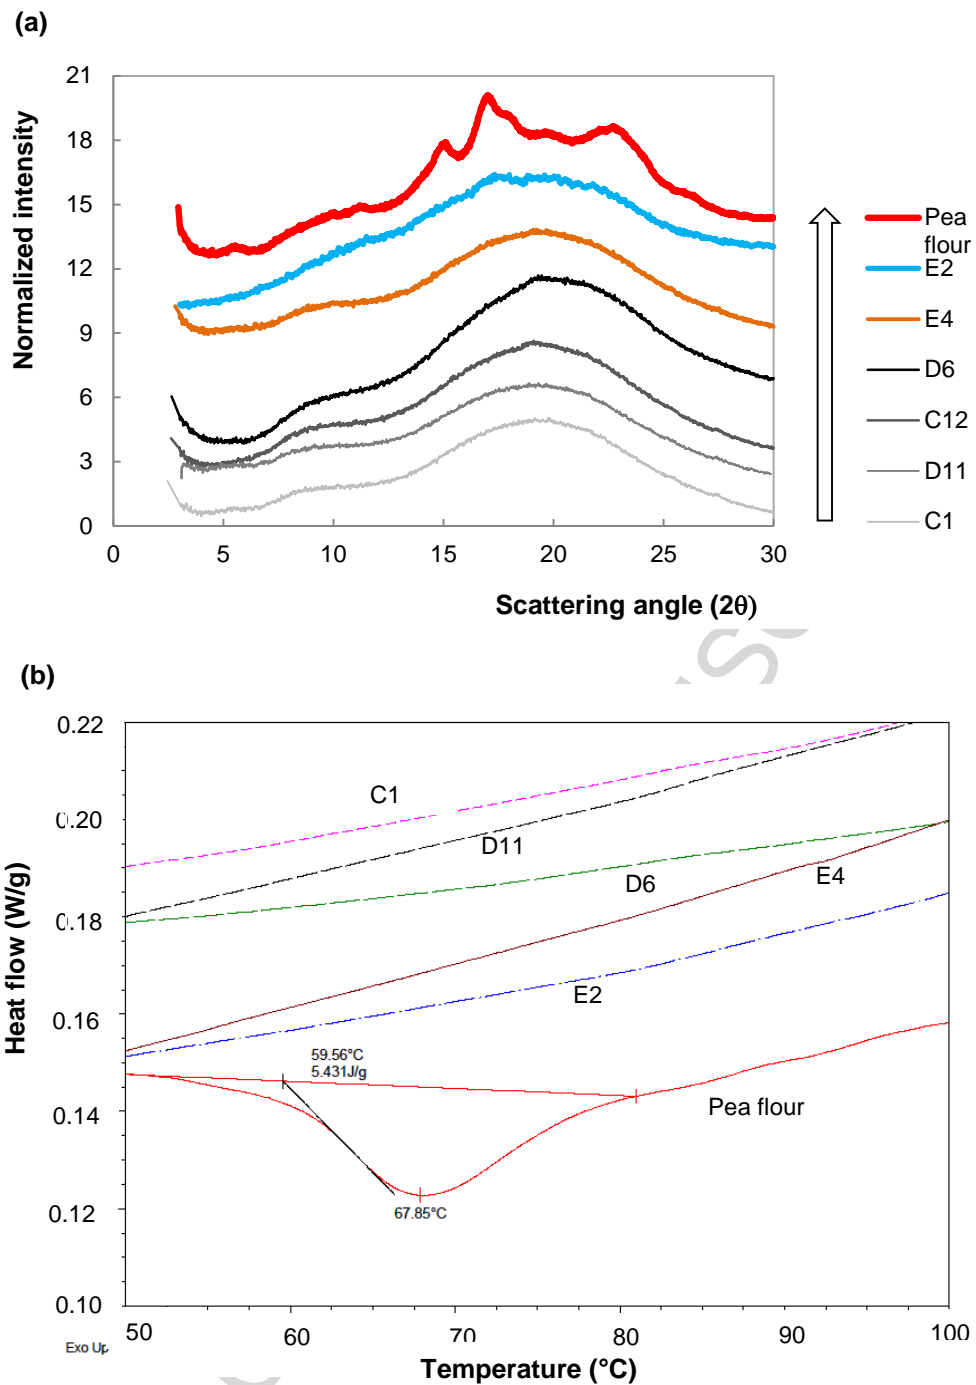 (a)
Normalized intensity
21
18
15
12
9
6
3
0
0 5 10 15 20 25 30
Scattering angle (2θ)
Pea
flour
E2
E4
D6
C12
D11
C1
(b)
Heat flow (W/g)
0.22
0.20
0.18
0.16
0.14
0.12
0.10
C1
D11
D6
E4
E2
59.56°C
5.431J/g
Pea flour
67.85°C
50 60 70 80 90 100
Exo Up
Temperature (°C)